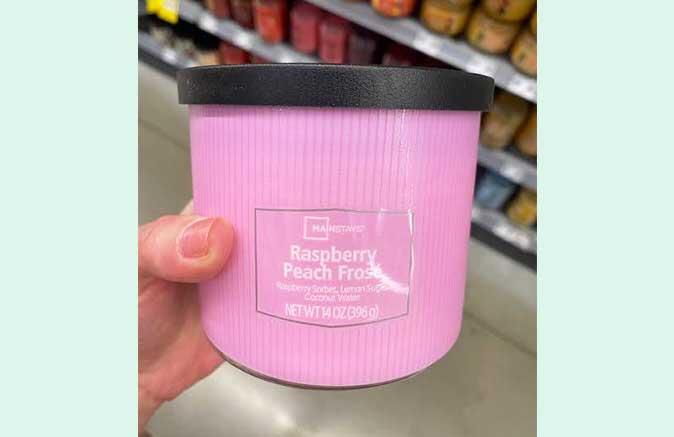 MAINSTAYS®
Raspberry
Peach Frosé
Raspberry Sorbet, Lemon Sugar,
Coconut Water
NET WT 14 OZ (396 g)